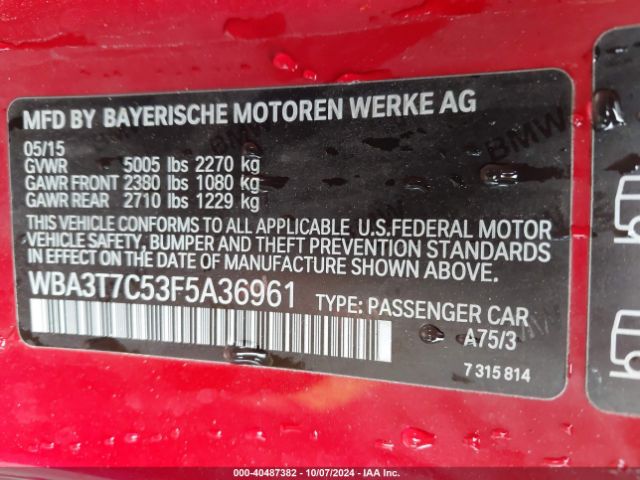 MFD BY BAYERISCHE MOTOREN WERKE AG
05/15
GVWR 5005 lbs 2270 kg
GAWR FRONT 2380 lbs 1080 kg
GAWR REAR 2710 lbs 1229 kg
THIS VEHICLE CONFORMS TO ALL APPLICABLE U.S.FEDERAL MOTOR
VEHICLE SAFETY, BUMPER AND THEFT PREVENTION STANDARDS
IN EFFECT ON THE DATE OF MANUFACTURE SHOWN ABOVE.
WBA3T7C53F5A36961 TYPE: PASSENGER CAR
A75/3
7 315 814
BMW
BMW
BMW
000-40487382 - 10/07/2024 - IAA Inc.